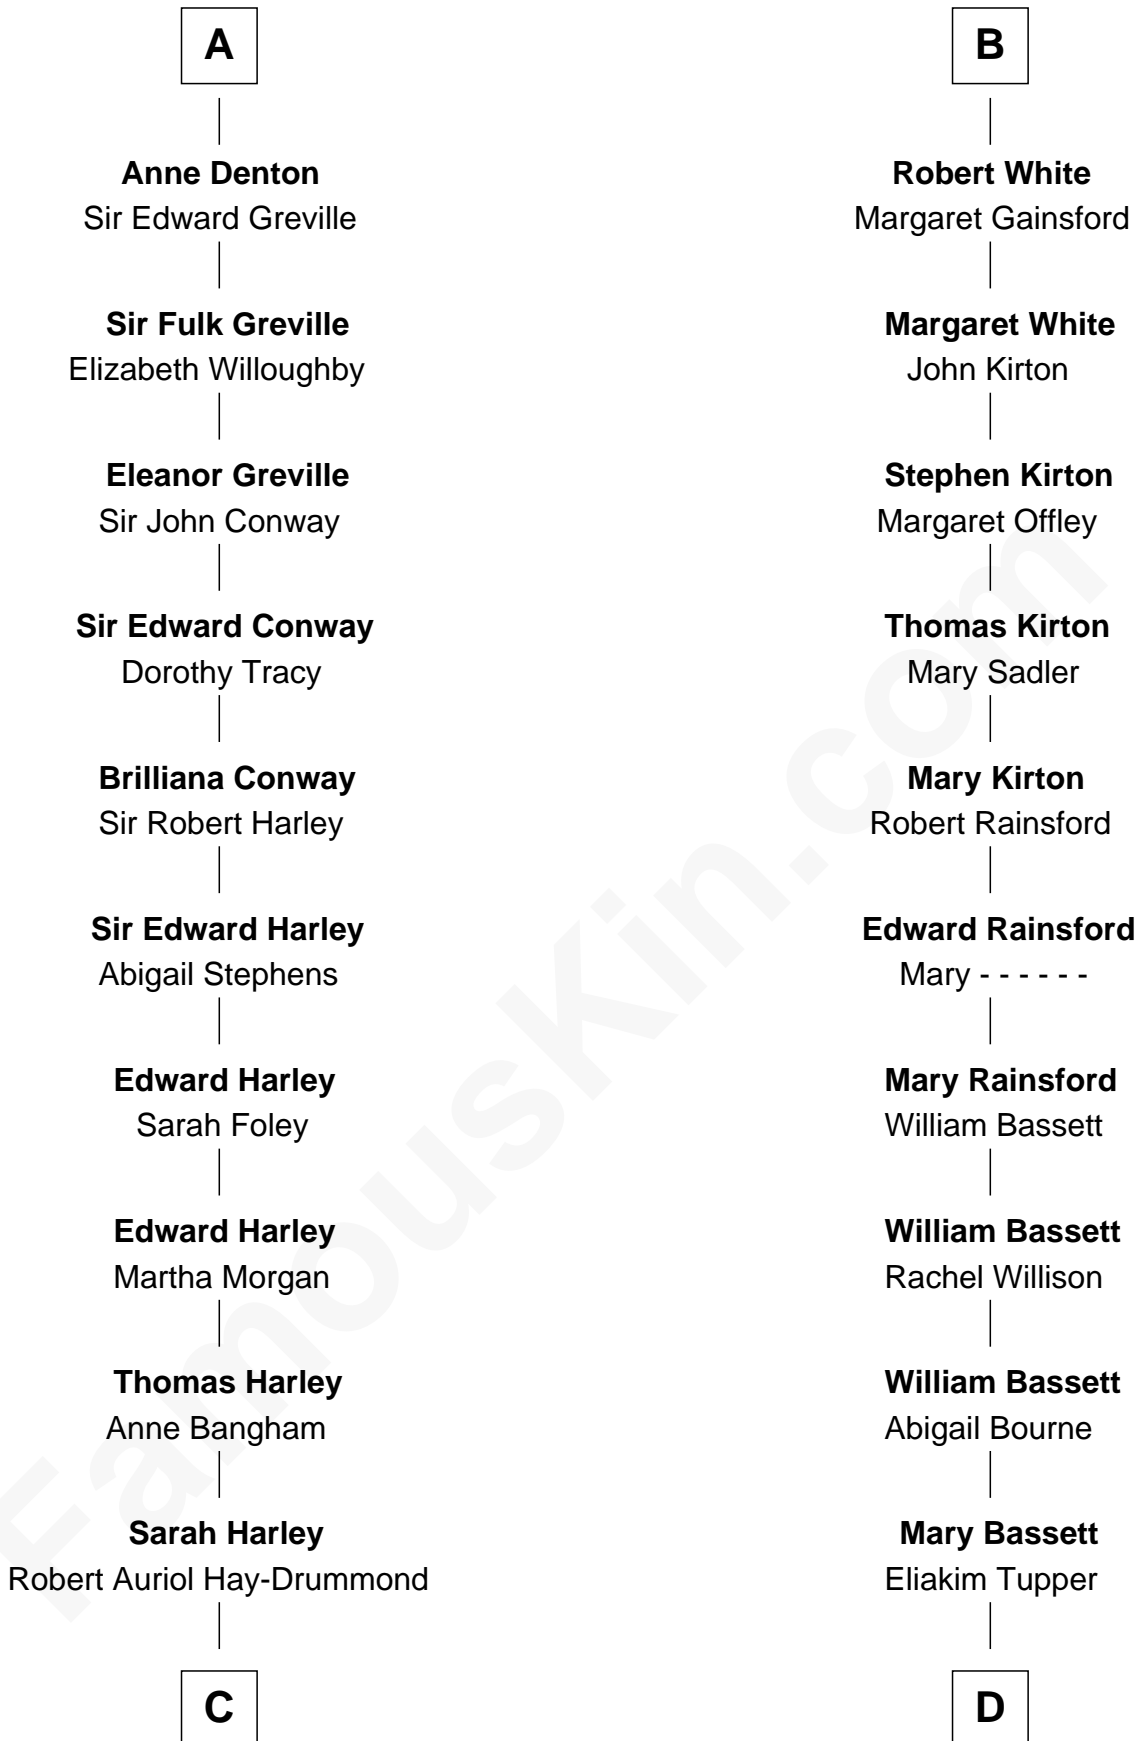 A
Anne Denton
Sir Edward Greville
Sir Fulk Greville
Elizabeth Willoughby
Eleanor Greville
Sir John Conway
Sir Edward Conway
Dorothy Tracy
Brilliana Conway
Sir Robert Harley
Sir Edward Harley
Abigail Stephens
Edward Harley
Sarah Foley
Edward Harley
Martha Morgan
Thomas Harley
Anne Bangham
Sarah Harley
Robert Auriol Hay-Drummond
C
B
Robert White
Margaret Gainsford
Margaret White
John Kirton
Stephen Kirton
Margaret Offley
Thomas Kirton
Mary Sadler
Mary Kirton
Robert Rainsford
Edward Rainsford
Mary - - - - - -
Mary Rainsford
William Bassett
William Bassett
Rachel Willison
William Bassett
Abigail Bourne
Mary Bassett
Eliakim Tupper
D
FamousKin.com